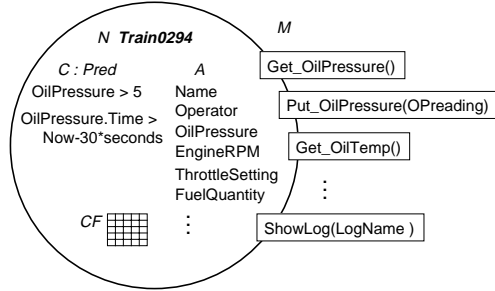 N Train0294
M
C : Pred
A
OilPressure > 5
OilPressure.Time >
Now-30*seconds
Name
Operator
OilPressure
EngineRPM
ThrottleSetting
FuelQuantity
⋮
CF
Get_OilPressure()
Put_OilPressure(OPreading)
Get_OilTemp()
⋮
ShowLog(LogName )